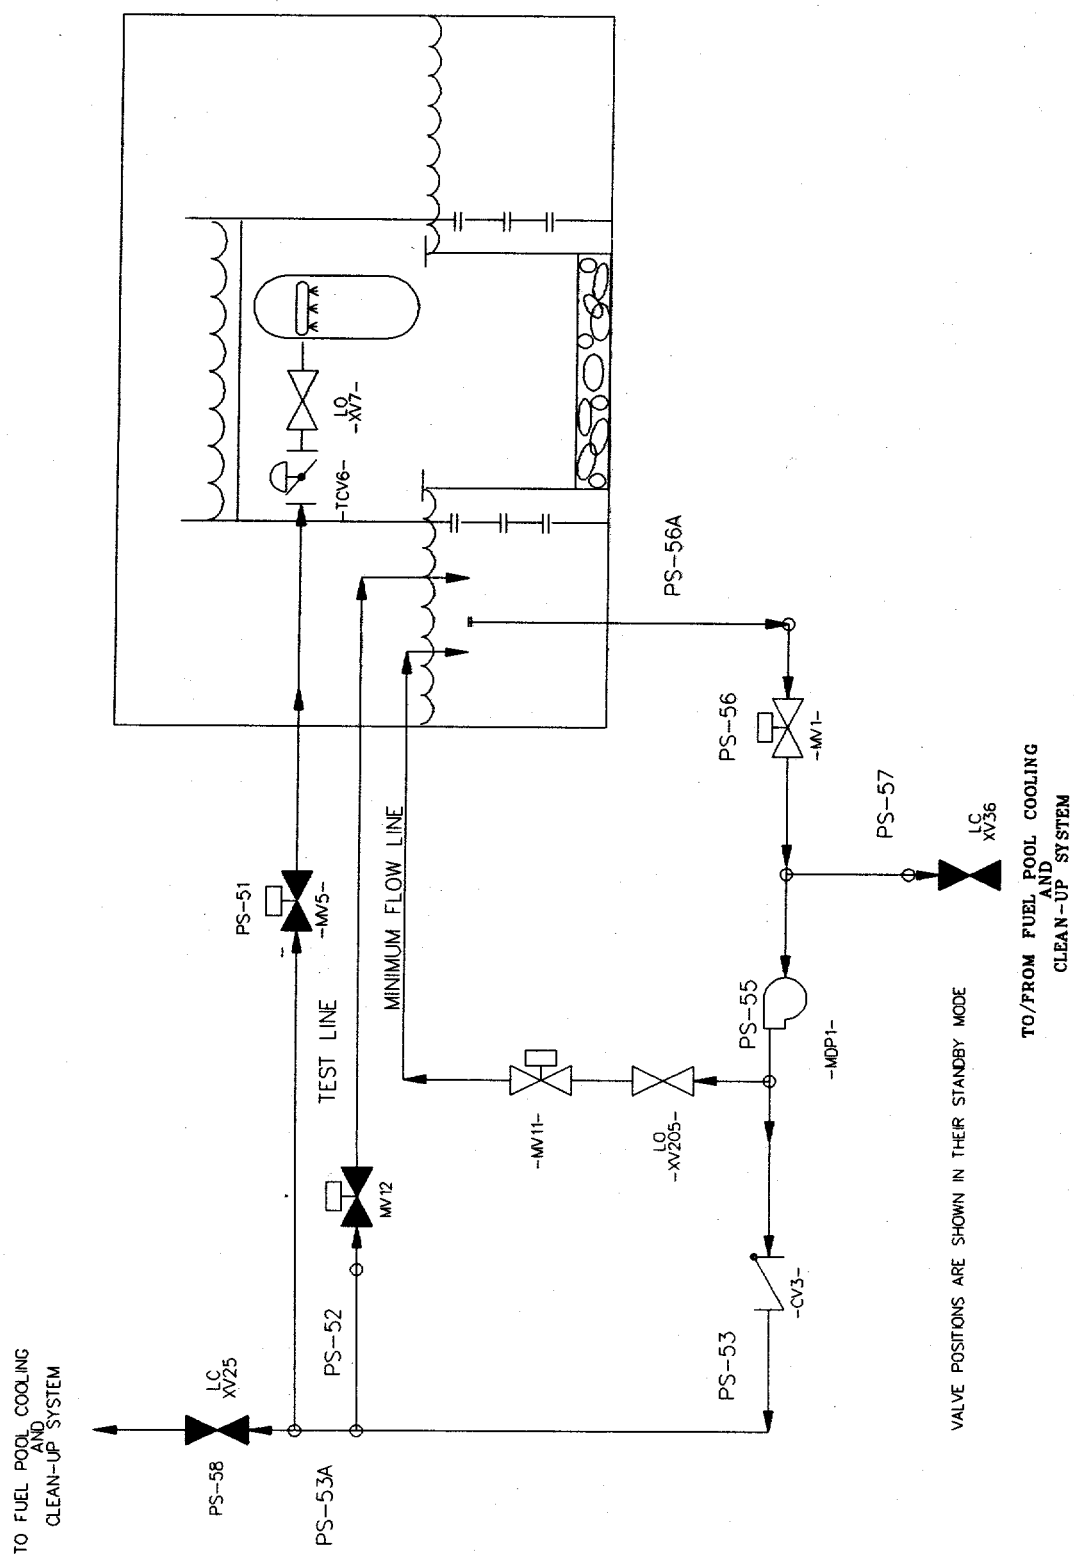 TO FUEL POOL COOLING
AND
CLEAN-UP SYSTEM
PS-58
LC
XV25
PS-53A
PS-52
MV12
TEST LINE
PS-51
-MV5-
MINIMUM FLOW LINE
-TCV6-
LO
-XV7-
PS-56A
PS-56
-MV1-
PS-57
LC
XV36
TO/FROM FUEL POOL COOLING
AND
CLEAN-UP SYSTEM
PS-55
-MDP1-
-MV11-
LO
-XV205-
-CV3-
PS-53
VALVE POSITIONS ARE SHOWN IN THEIR STANDBY MODE